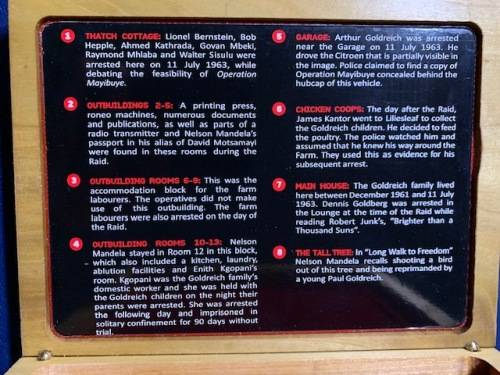 1 THATCH COTTAGE: Lionel Bernstein, Bob
Hepple, Ahmed Kathrada, Govan Mbeki,
Raymond Mhlaba and Walter Sisulu were
arrested here on 11 July 1963, while
debating the feasibility of Operation
Mayibuye.
2 OUTBUILDINGS 2-5: A printing press,
roneo machines, numerous documents
and publications, as well as parts of a
radio transmitter and Nelson Mandela's
passport in his alias of David Motsamayi
were found in these rooms during the
Raid.
3 OUTBUILDING ROOMS 6-9: This was the
accommodation block for the farm
labourers. The operatives did not make
use of this outbuilding. The farm
labourers were also arrested on the day of
the Raid.
4 OUTBUILDING ROOMS 10-13: Nelson
Mandela stayed in Room 12 in this block,
which also included a kitchen, laundry,
ablution facilities and Enith Kgopani's
room. Kgopani was the Goldreich family's
domestic worker and she was held with
the Goldreich children on the night their
parents were arrested. She was arrested
the following day and imprisoned in
solitary confinement for 90 days without
trial.
5 GARAGE: Arthur Goldreich was arrested
near the Garage on 11 July 1963. He
drove the Citroen that is partially visible in
the image. Police claimed to find a copy of
Operation Mayibuye concealed behind the
hubcap of this vehicle.
6 CHICKEN COOPS: The day after the Raid,
James Kantor went to Liliesleaf to collect
the Goldreich children. He decided to feed
the poultry. The police watched him and
assumed that he knew his way around the
Farm. They used this as evidence for his
subsequent arrest.
7 MAIN HOUSE: The Goldreich family lived
here between December 1961 and 11 July
1963. Dennis Goldberg was arrested in
the Lounge at the time of the Raid while
reading Robert Junk's, "Brighter than a
Thousand Suns".
8 THE TALL TREE: In "Long Walk to Freedom"
Nelson Mandela recalls shooting a bird
out of this tree and being reprimanded by
a young Paul Goldreich.